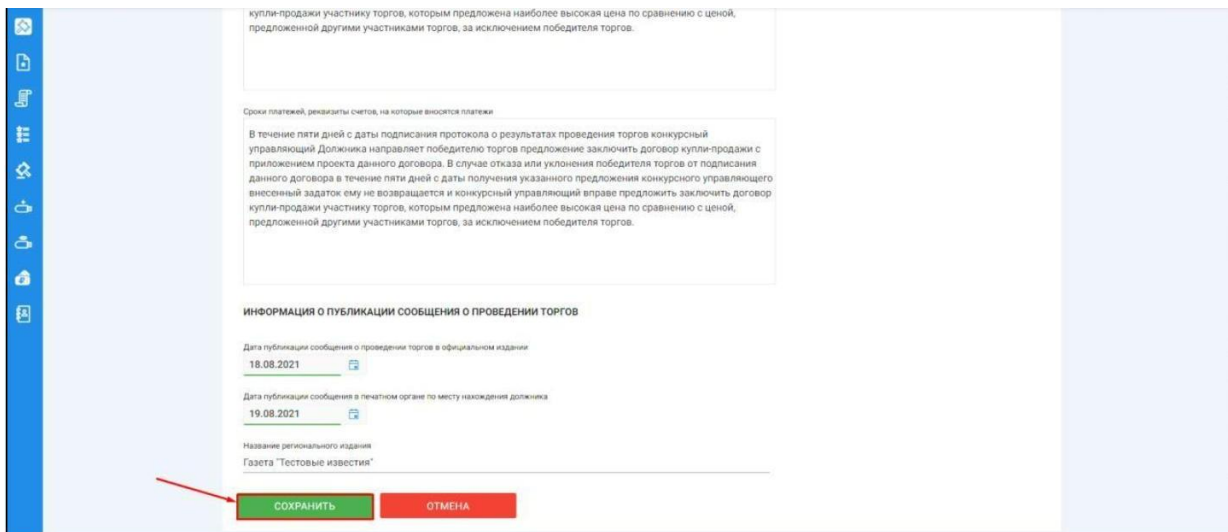 купли-продажи участнику торгов, которым предложена наиболее высокая цена по сравнению с ценой,
предложенной другими участниками торгов, за исключением победителя торгов.
Сроки платежей, реквизиты счетов, на которые вносятся платежи
В течение пяти дней с даты подписания протокола о результатах проведения торгов конкурсный
управляющий Должника направляет победителю торгов предложение заключить договор купли-продажи с
приложением проекта данного договора. В случае отказа или уклонения победителя торгов от подписания
данного договора в течение пяти дней с даты получения указанного предложения конкурсного управляющего
внесенный задаток ему не возвращается и конкурсный управляющий вправе предложить заключить договор
купли-продажи участнику торгов, которым предложена наиболее высокая цена по сравнению с ценой,
предложенной другими участниками торгов, за исключением победителя торгов.
ИНФОРМАЦИЯ О ПУБЛИКАЦИИ СООБЩЕНИЯ О ПРОВЕДЕНИИ ТОРГОВ
Дата публикации сообщения о проведении торгов в официальном издании
18.08.2021
Дата публикации сообщения в печатном органе по месту нахождения должника
19.08.2021
Название регионального издания
Газета "Тестовые известия"
СОХРАНИТЬ
ОТМЕНА